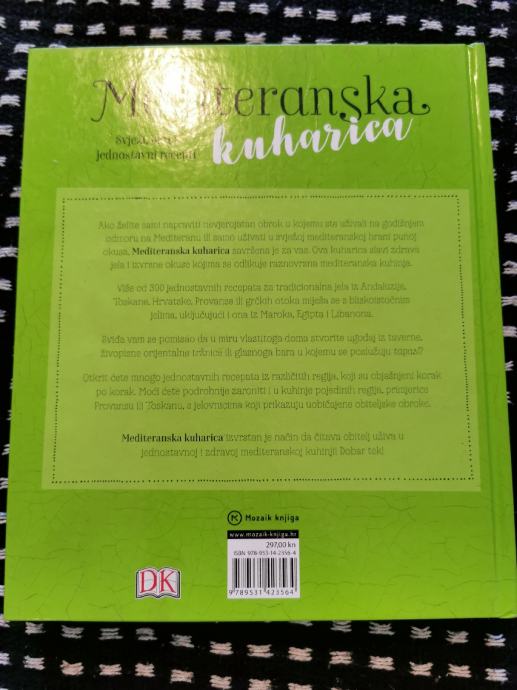 Mediteranska
kuharica
jednostavni recepti
Ako želite sami napraviti nevjerojatan obrok u kojemu ste uživali na godišnjem
odmoru na Mediteranu ili samo uživati u svježoj mediteranskoj hrani punoj
okusa, Mediteranska kuharica savršena je za vas. Ova kuharica slavi zdrava
jela i izvrsne okuse kojima se odlikuje raznovrsna mediteranska kuhinja.
Više od 300 jednostavnih recepata za tradicionalna jela iz Andaluzije,
Toskane, Hrvatske, Provanse ili grčkih otoka miješa se s bliskoistočnim
jelima, uključujući i ona iz Maroka, Egipta i Libanona.
Sviđa vam se pomisao da u miru vlastitoga doma stvorite ugođaj iz taverne,
živopisne orijentalne tržnice ili glasnoga bara u kojemu se poslužuju tapasi?
Otkrit ćete mnogo jednostavnih recepata iz različitih regija, koji su objašnjeni korak
po korak. Moći ćete podrobnije zaroniti i u kuhinje pojedinih regija, primjerice
Provansu ili Toskanu, s jelovnicima koji prikazuju uobičajene obiteljske obroke.
Mediteranska kuharica izvrstan je način da čitava obitelj uživa u
jednostavnoj i zdravoj mediteranskoj kuhinji! Dobar tek!
Mozaik knjiga
www.mozaik-knjiga.hr
297,00 kn
ISBN 978-953-14-2356-4
9 789531 423564
DK